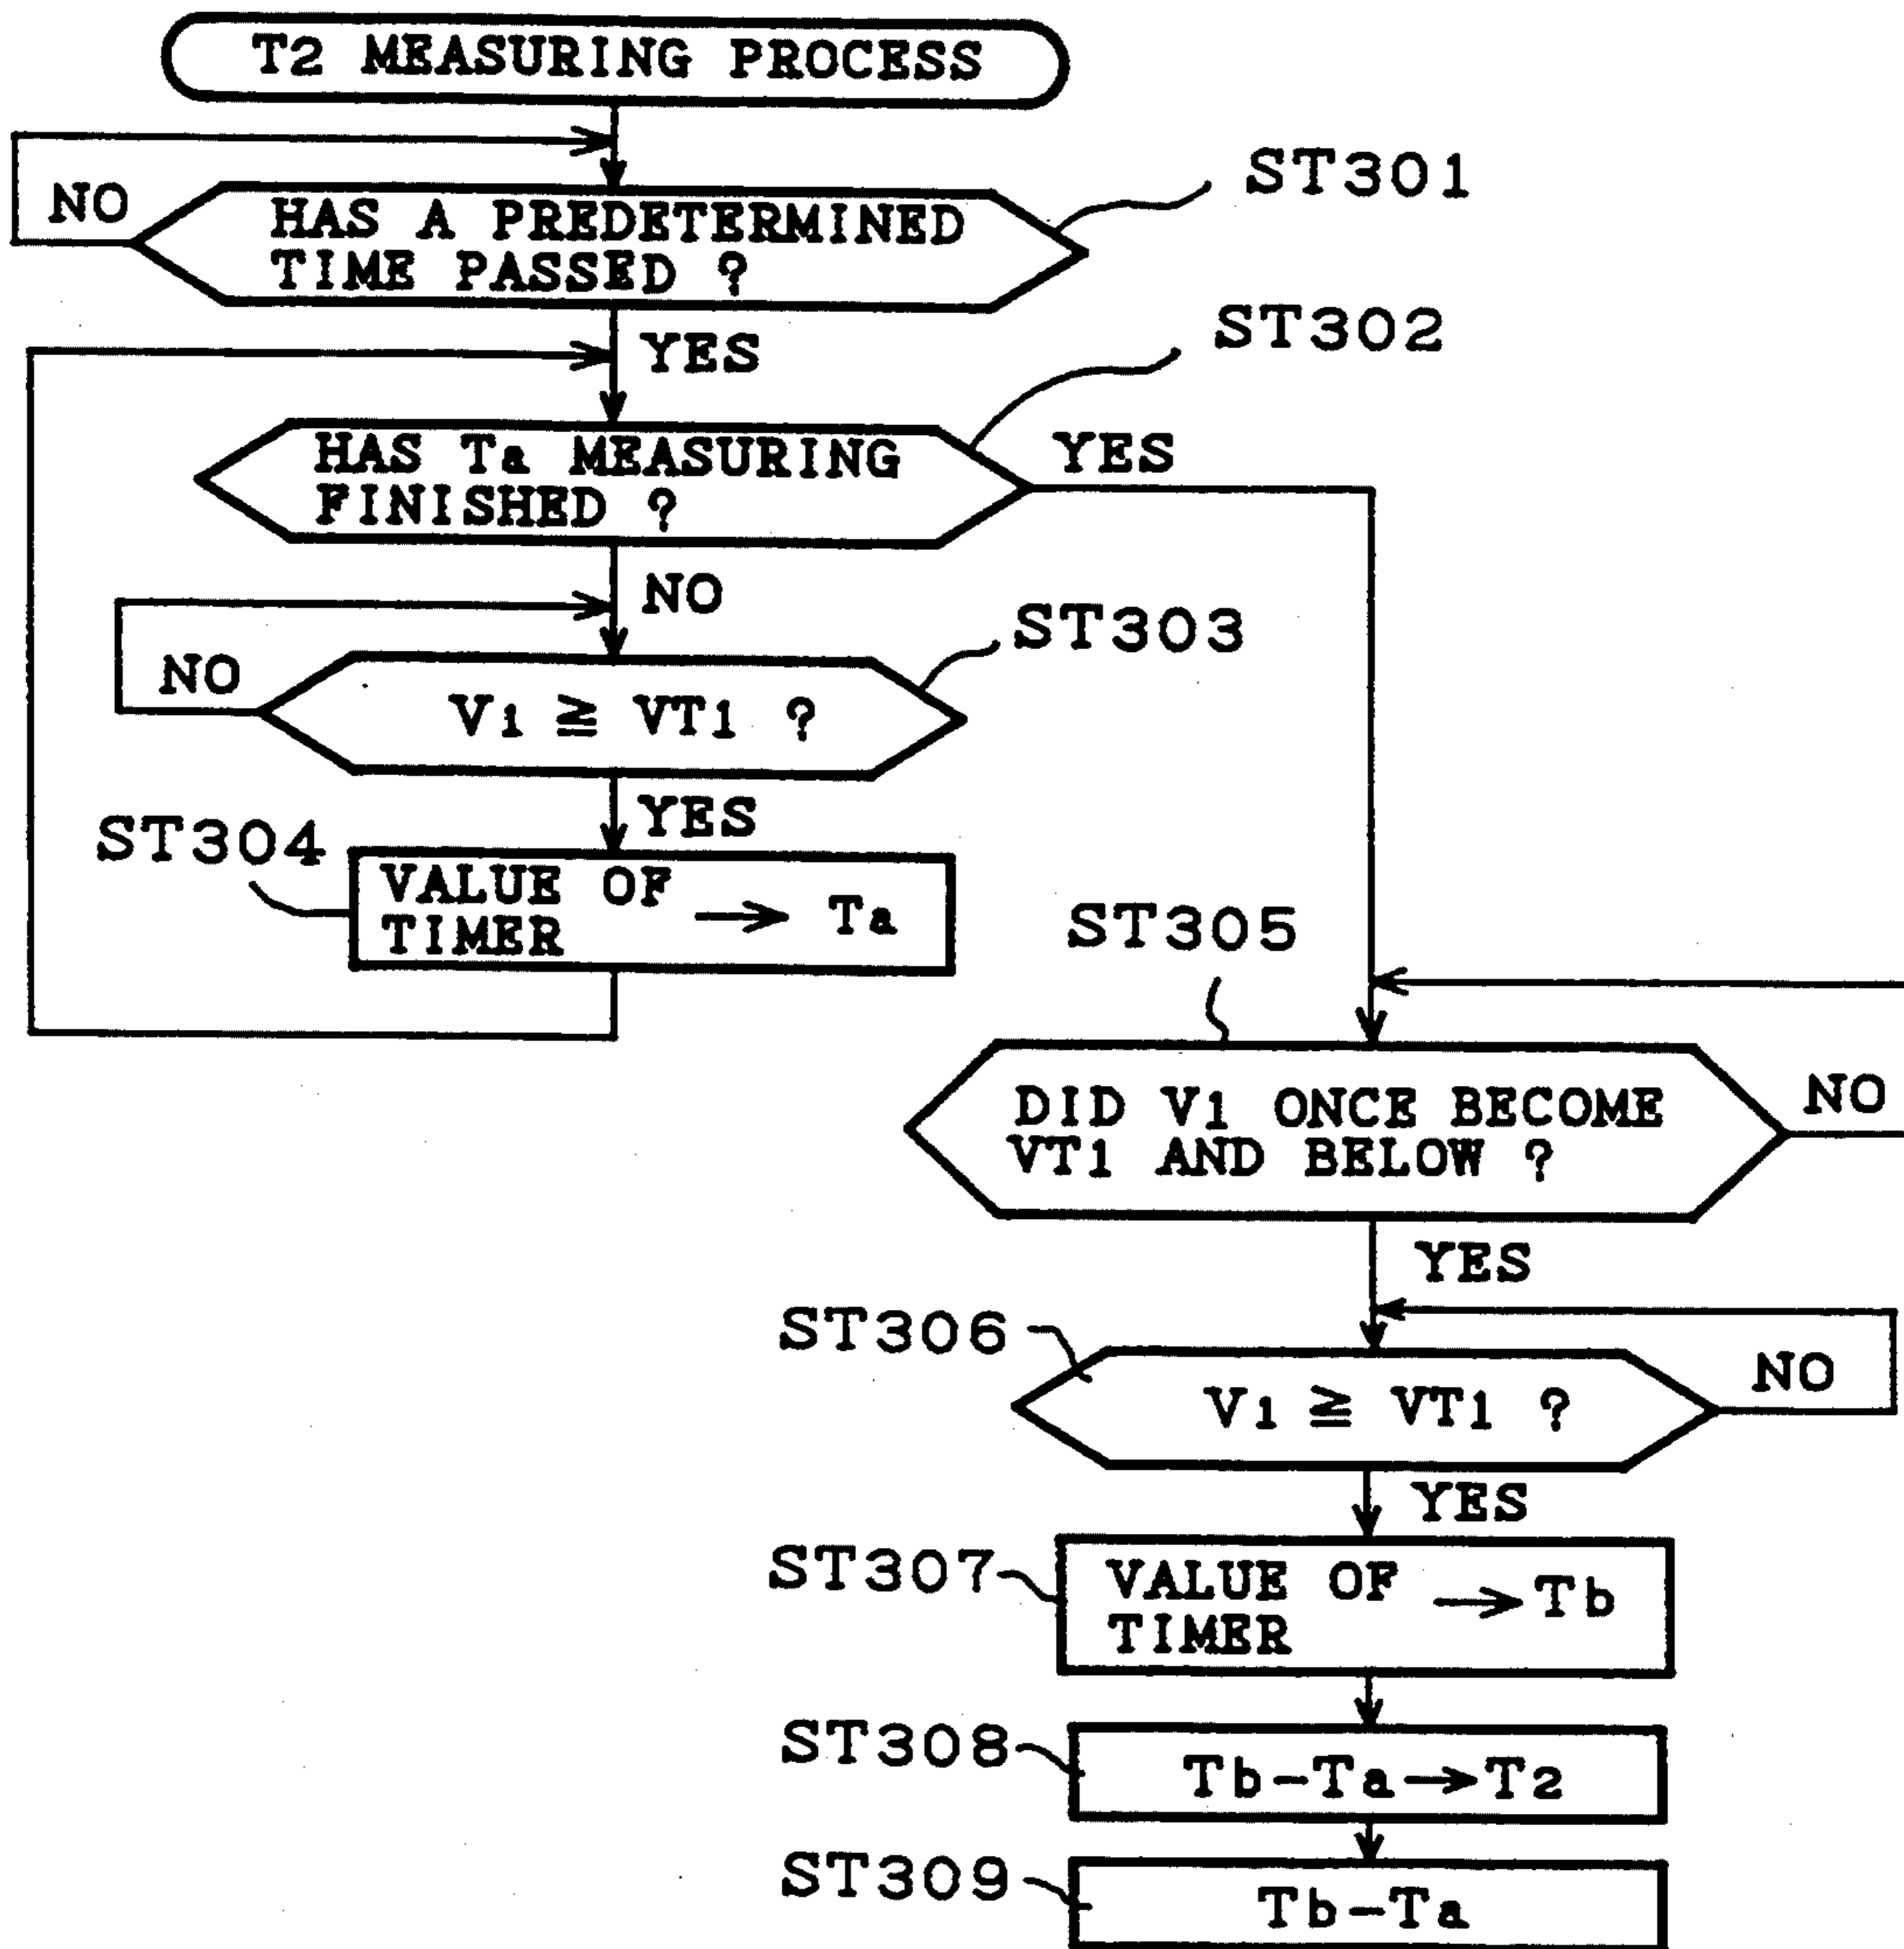 T2 MEASURING PROCESS
ST301
NO
HAS A PREDETERMINED
TIME PASSED ?
YES
ST302
HAS Ta MEASURING
FINISHED ?
YES
NO
ST303
NO
V1 ≧ VT1 ?
YES
ST304
VALUE OF
TIMER
→ Ta
ST305
DID V1 ONCE BECOME
VT1 AND BELOW ?
NO
YES
ST306
V1 ≧ VT1 ?
NO
YES
ST307
VALUE OF
TIMER
→ Tb
ST308
Tb-Ta→T2
ST309
Tb-Ta